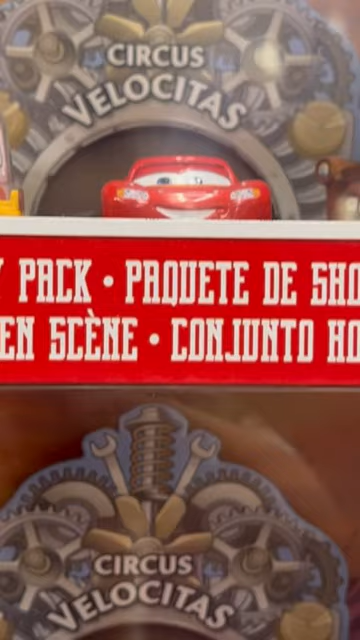 CIRCUS
VELOCITAS
Y PACK • PAQUETE DE SHO
EN SCÈNE • CONJUNTO HO
CIRCUS
VELOCITAS